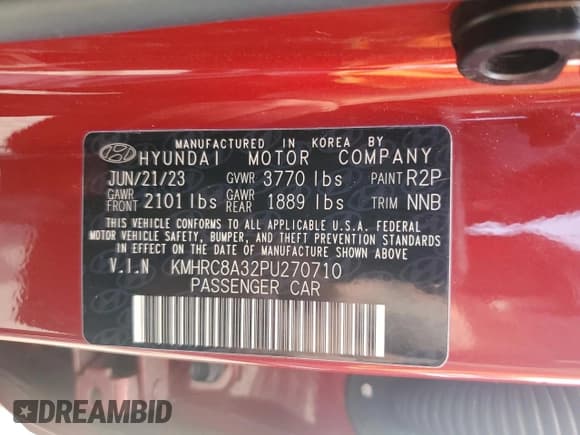 MANUFACTURED IN KOREA BY
HYUNDAI MOTOR COMPANY
JUN/21/23 GVWR 3770 lbs PAINT R2P
GAWR FRONT 2101 lbs GAWR REAR 1889 lbs TRIM NNB
THIS VEHICLE CONFORMS TO ALL APPLICABLE U.S.A. FEDERAL
MOTOR VEHICLE SAFETY, BUMPER, AND THEFT PREVENTION STANDARDS
IN EFFECT ON THE DATE OF MANUFACTURE SHOWN ABOVE
V.I.N KMHRC8A32PU270710
PASSENGER CAR
DREAMBID